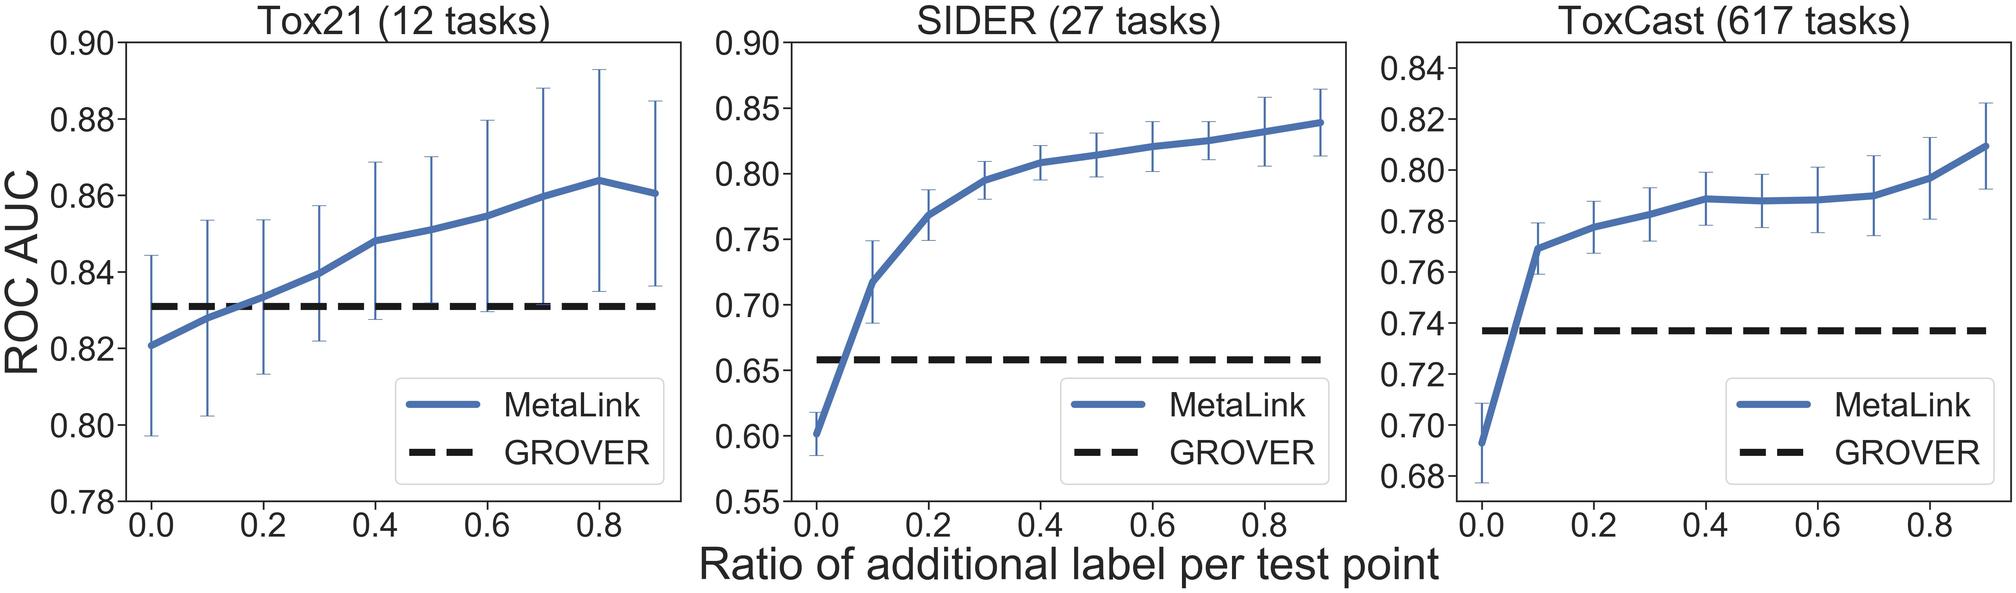 Tox21 (12 tasks)
SIDER (27 tasks)
ToxCast (617 tasks)
ROC AUC
0.90
0.88
0.86
0.84
0.82
0.80
0.78
0.0 0.2 0.4 0.6 0.8
MetaLink
GROVER
0.90
0.85
0.80
0.75
0.70
0.65
0.60
0.55
0.0 0.2 0.4 0.6 0.8
MetaLink
GROVER
0.84
0.82
0.80
0.78
0.76
0.74
0.72
0.70
0.68
0.0 0.2 0.4 0.6 0.8
MetaLink
GROVER
Ratio of additional label per test point